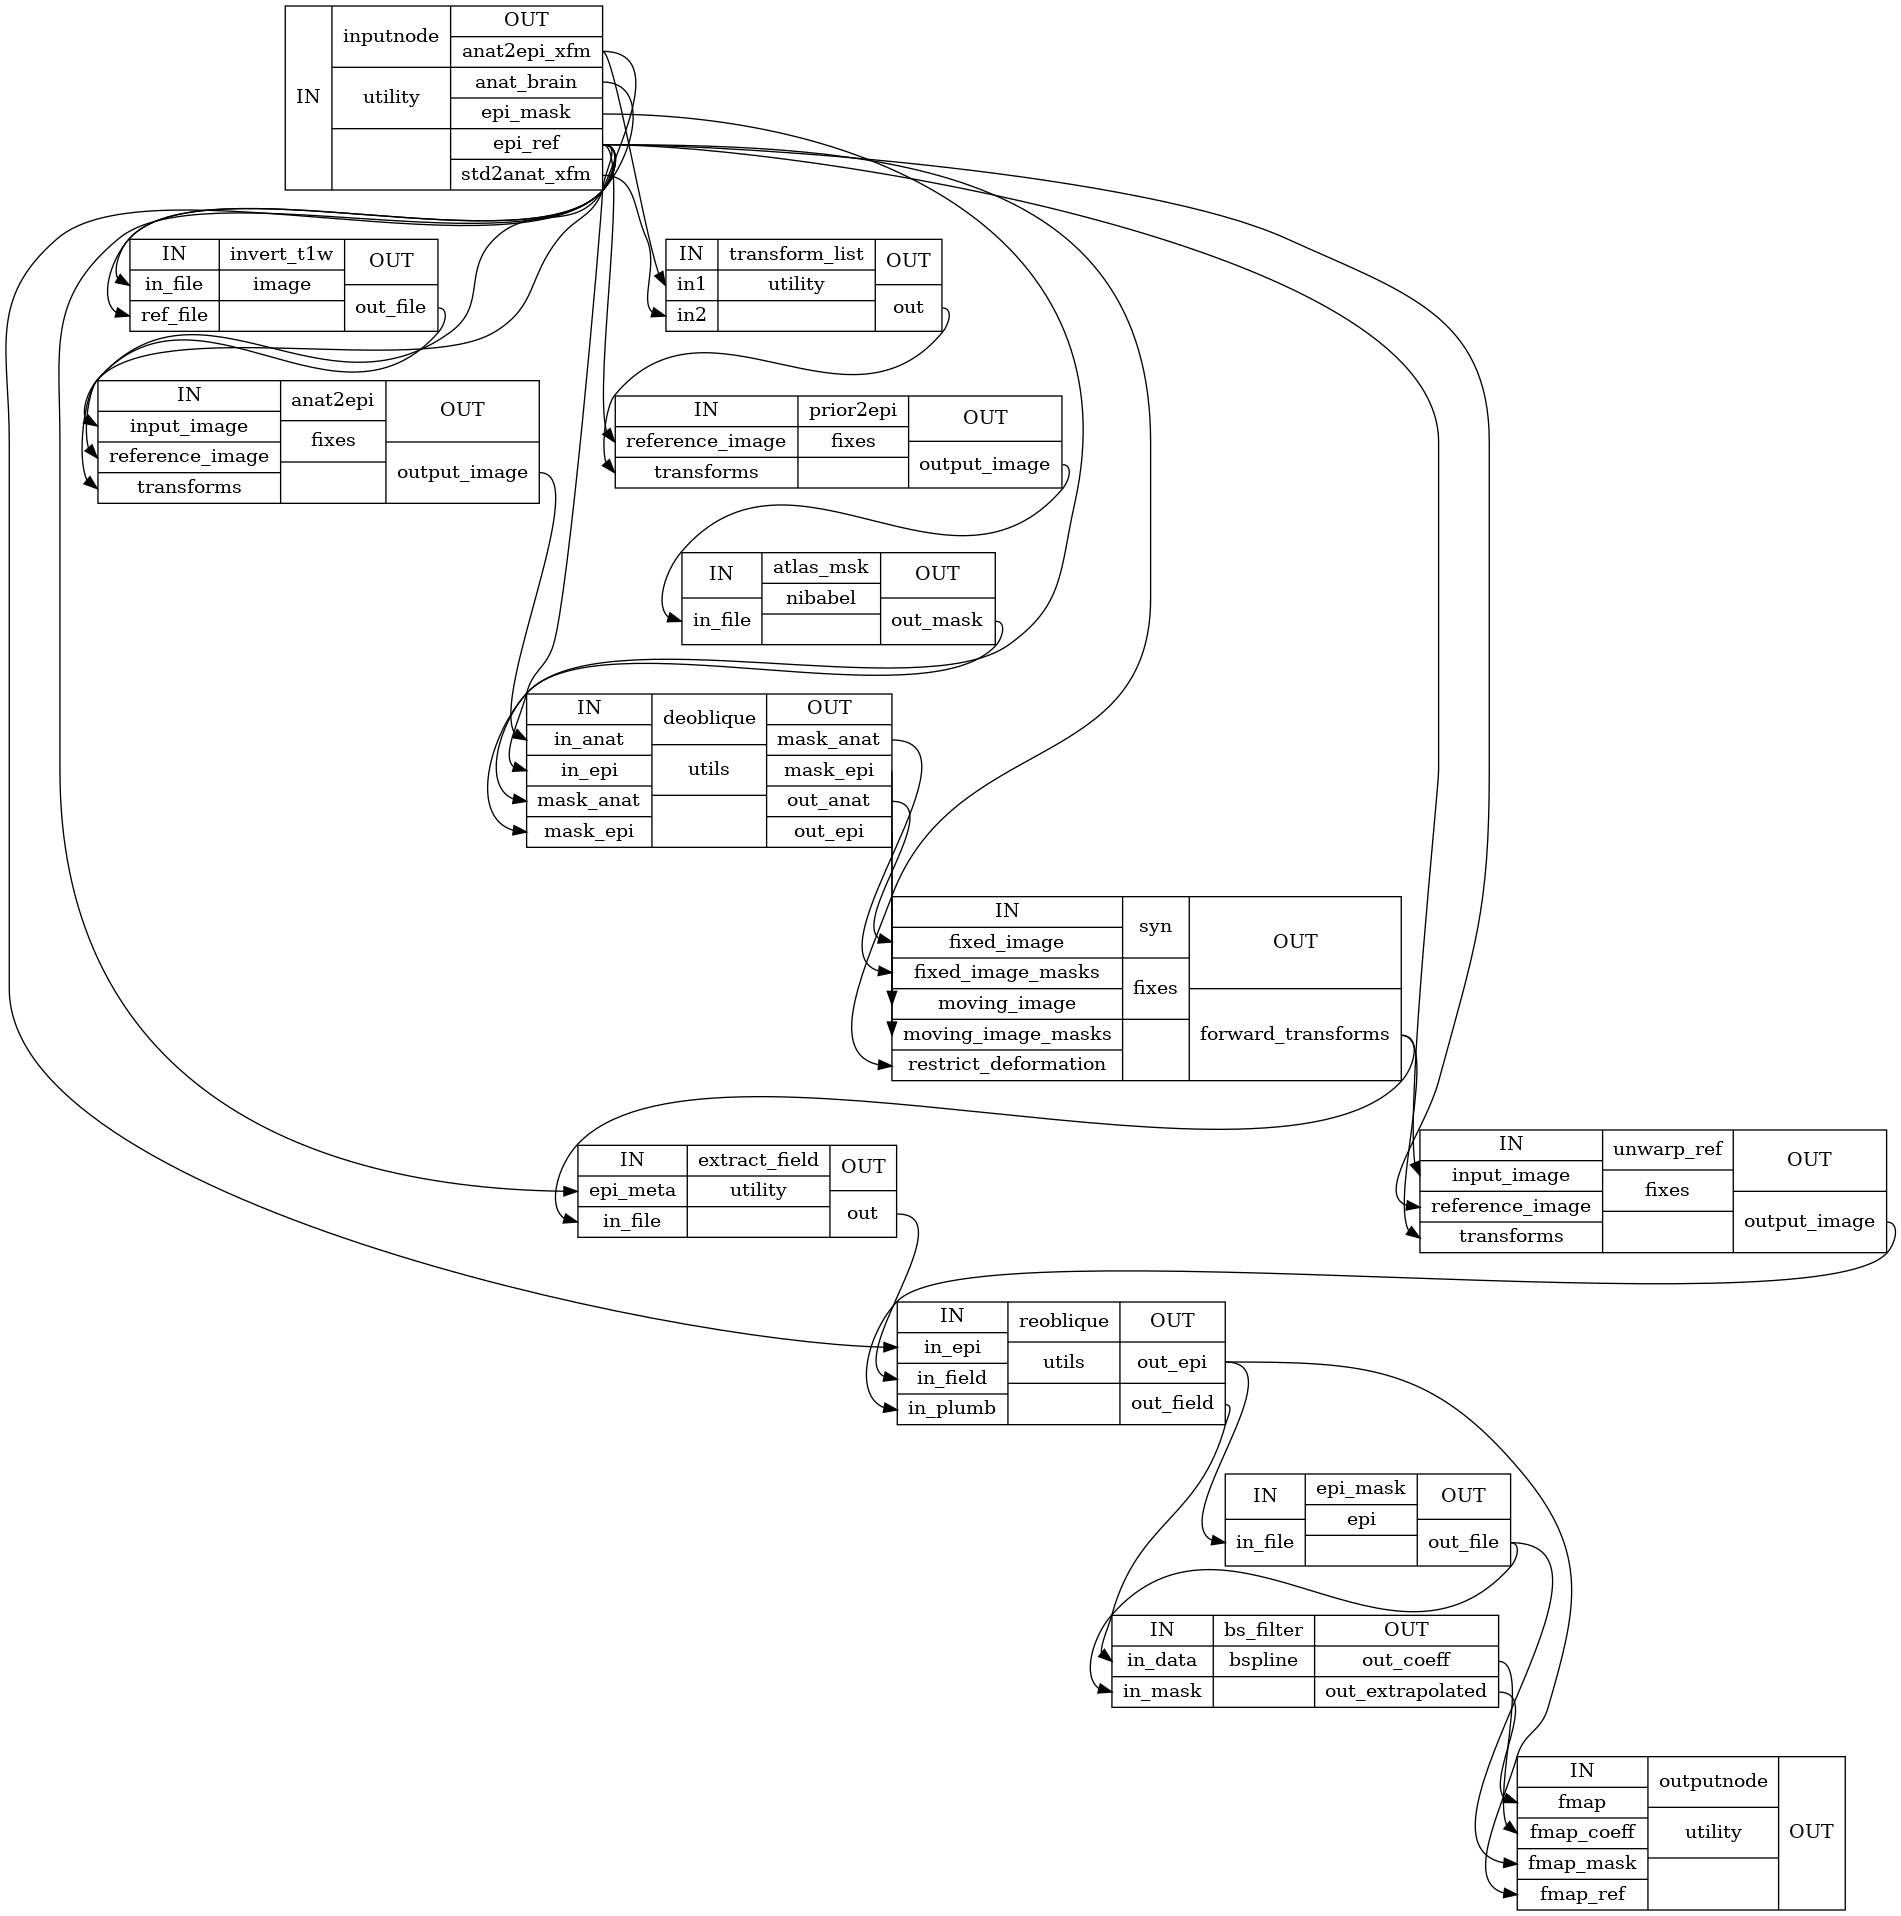 IN
inputnode
utility
OUT
anat2epi_xfm
anat_brain
epi_mask
epi_ref
std2anat_xfm
IN
in_file
ref_file
invert_t1w
image
OUT
out_file
IN
in1
in2
transform_list
utility
OUT
out
IN
input_image
reference_image
transforms
anat2epi
fixes
OUT
output_image
IN
reference_image
transforms
prior2epi
fixes
OUT
output_image
IN
in_file
atlas_msk
nibabel
OUT
out_mask
IN
in_anat
in_epi
mask_anat
mask_epi
deoblique
utils
OUT
mask_anat
mask_epi
out_anat
out_epi
IN
fixed_image
fixed_image_masks
moving_image
moving_image_masks
restrict_deformation
syn
fixes
OUT
forward_transforms
IN
epi_meta
in_file
extract_field
utility
OUT
out
IN
input_image
reference_image
transforms
unwarp_ref
fixes
OUT
output_image
IN
in_epi
in_field
in_plumb
reoblique
utils
OUT
out_epi
out_field
IN
in_file
epi_mask
epi
OUT
out_file
IN
in_data
in_mask
bs_filter
bspline
OUT
out_coeff
out_extrapolated
IN
fmap
fmap_coeff
fmap_mask
fmap_ref
outputnode
utility
OUT